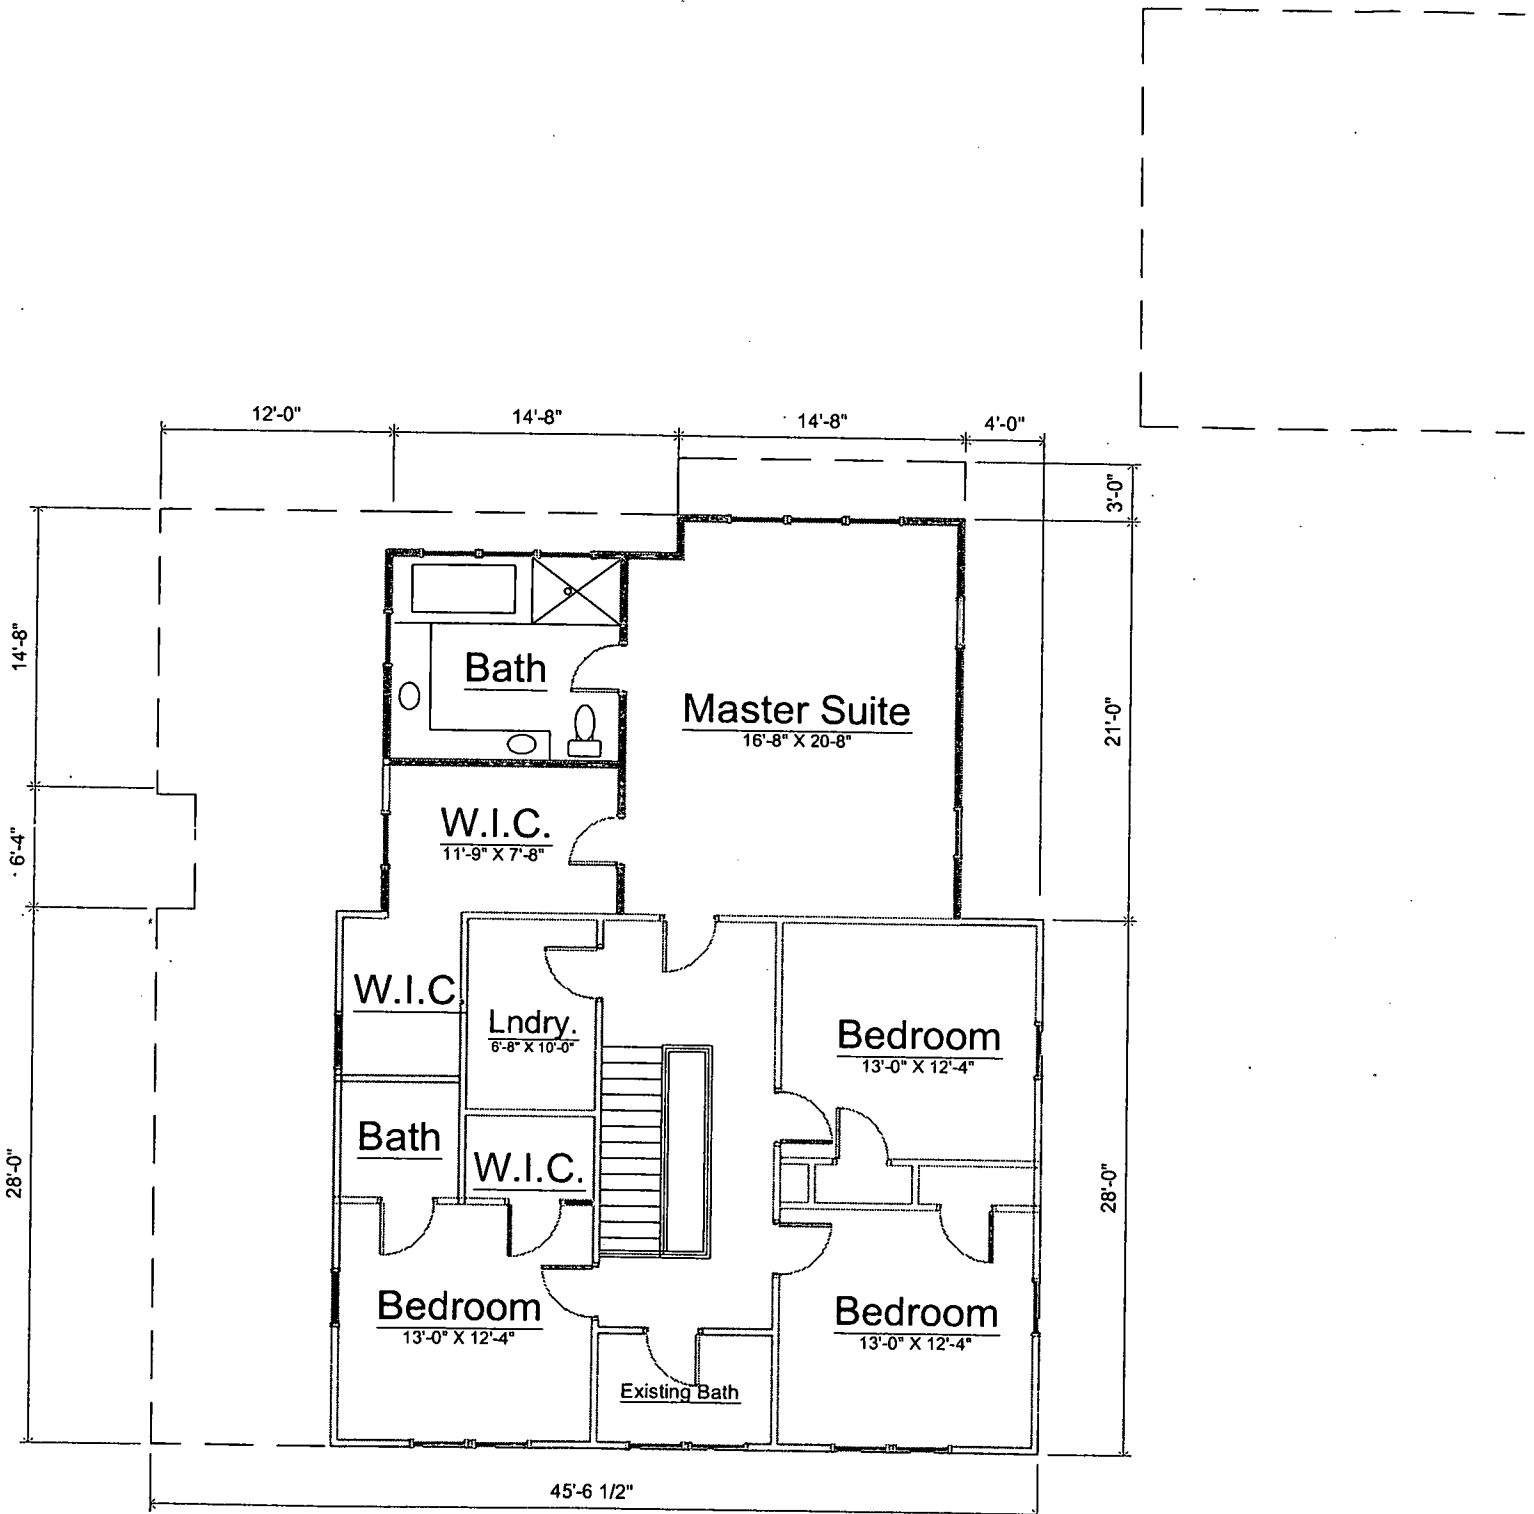 12'-0"
14'-8"
14'-8"
4'-0"
3'-0"
14'-8"
Bath
Master Suite
16'-8" X 20-8"
21'-0"
6'-4"
W.I.C.
11'-9" X 7'-8"
W.I.C.
Lndry.
6'-8" X 10'-0"
Bedroom
13'-0" X 12'-4"
Bath
W.I.C.
28'-0"
28'-0"
Bedroom
13'-0" X 12'-4"
Bedroom
13'-0" X 12'-4"
Existing Bath
45'-6 1/2"